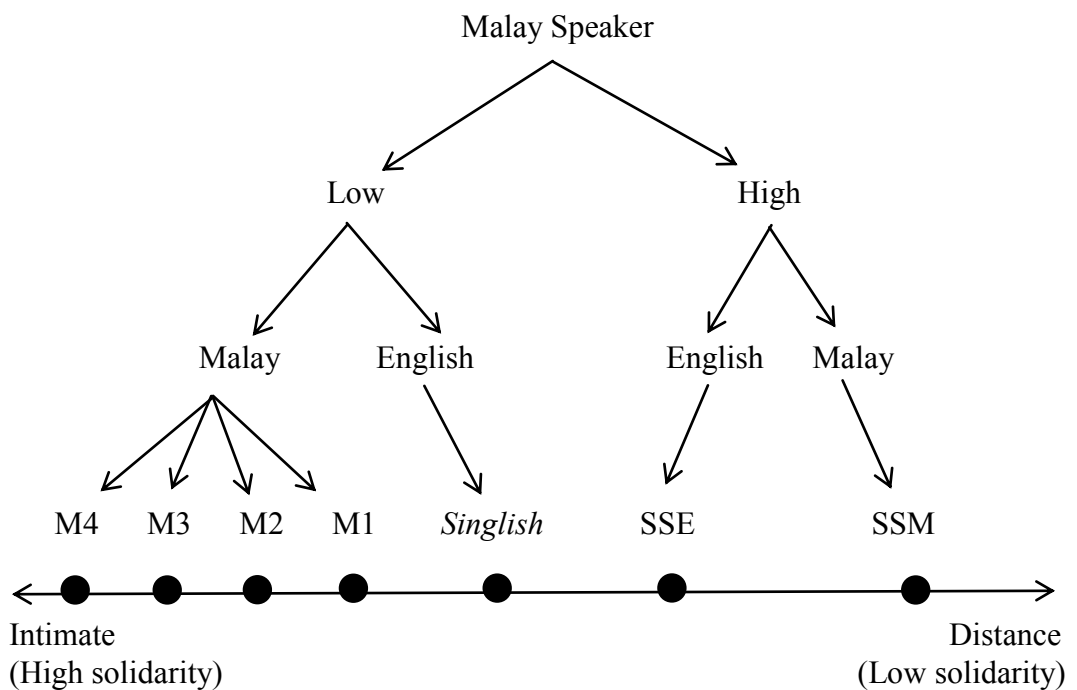 Malay Speaker
Low High
Malay English English Malay
M4 M3 M2 M1 Singlish SSE SSM
Intimate Distance
(High solidarity) (Low solidarity)